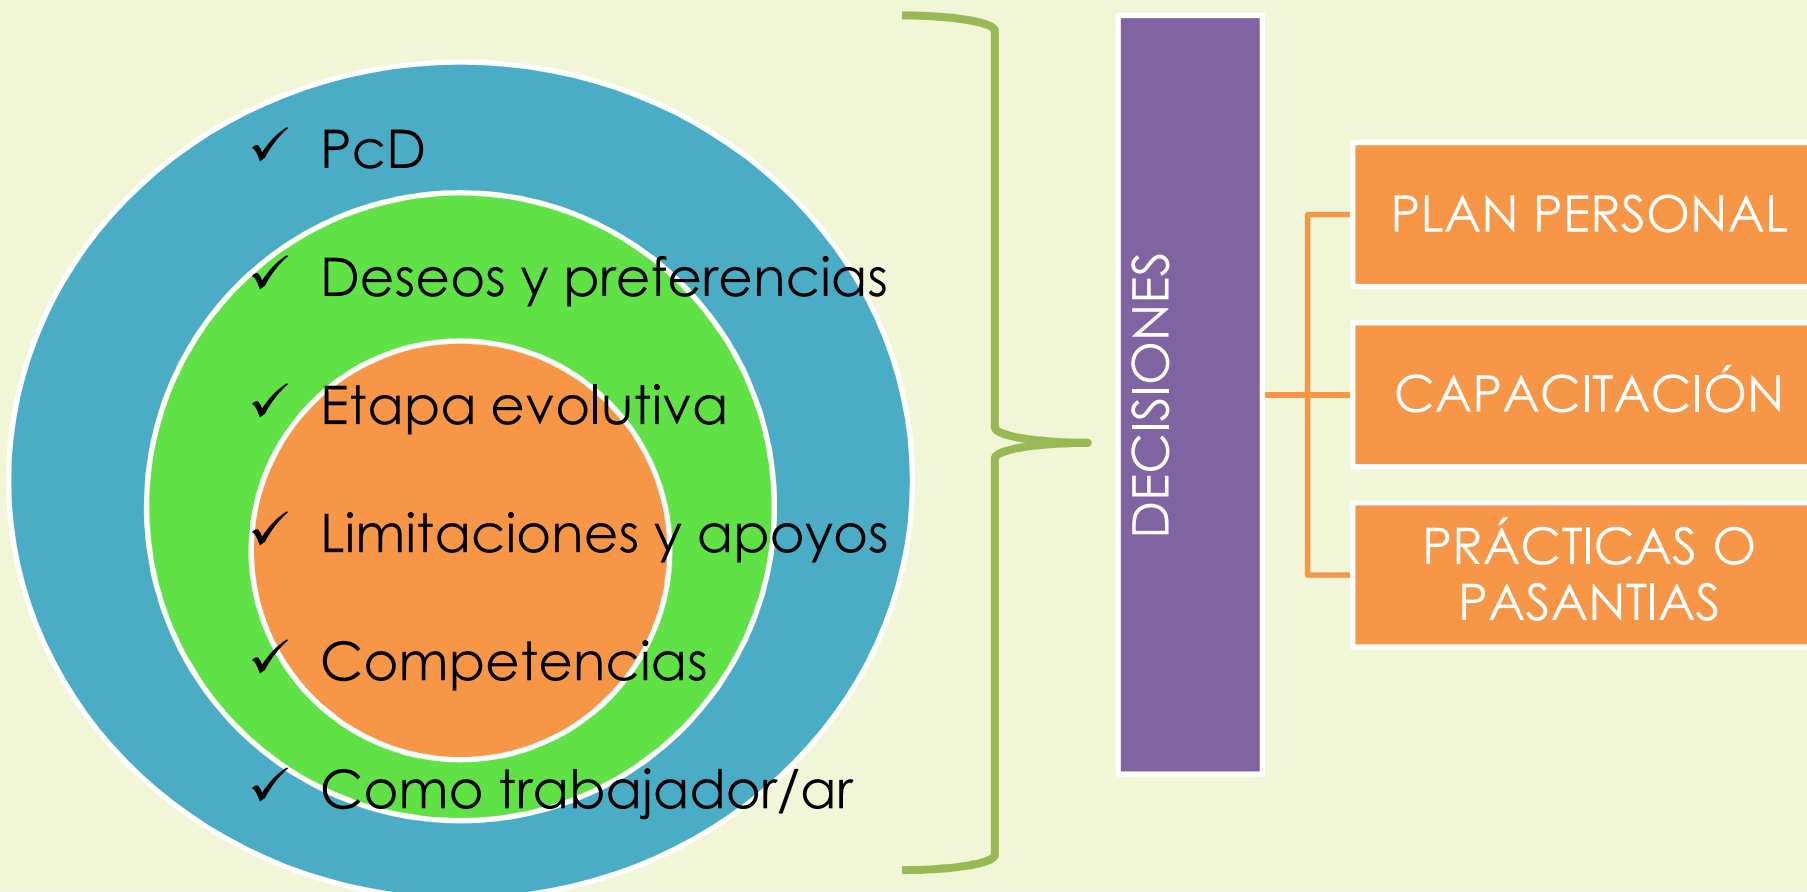 ✓ PcD
✓ Deseos y preferencias
✓ Etapa evolutiva
✓ Limitaciones y apoyos
✓ Competencias
✓ Como trabajador/ar
DECISIONES
PLAN PERSONAL
CAPACITACIÓN
PRÁCTICAS O
PASANTIAS